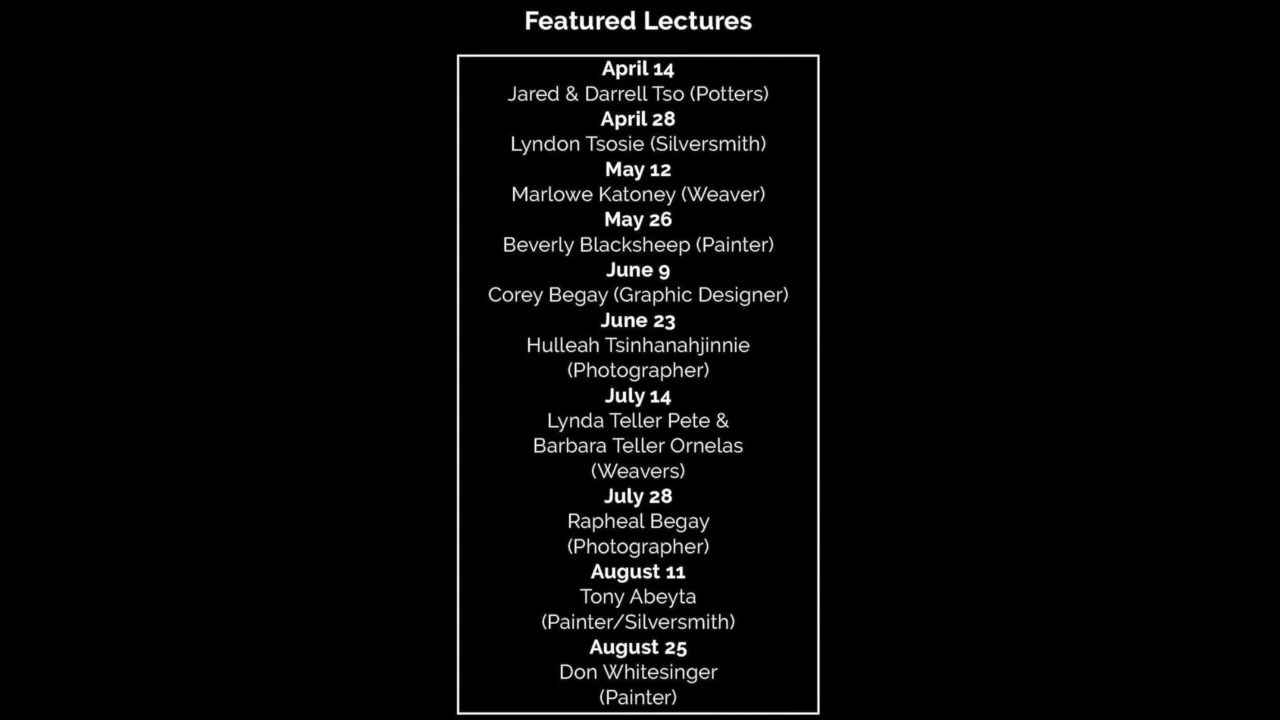 Featured Lectures
April 14
Jared & Darrell Tso (Potters)
April 28
Lyndon Tsosie (Silversmith)
May 12
Marlowe Katoney (Weaver)
May 26
Beverly Blacksheep (Painter)
June 9
Corey Begay (Graphic Designer)
June 23
Hulleah Tsinhanahjinnie
(Photographer)
July 14
Lynda Teller Pete &
Barbara Teller Ornelas
(Weavers)
July 28
Rapheal Begay
(Photographer)
August 11
Tony Abeyta
(Painter/Silversmith)
August 25
Don Whitesinger
(Painter)